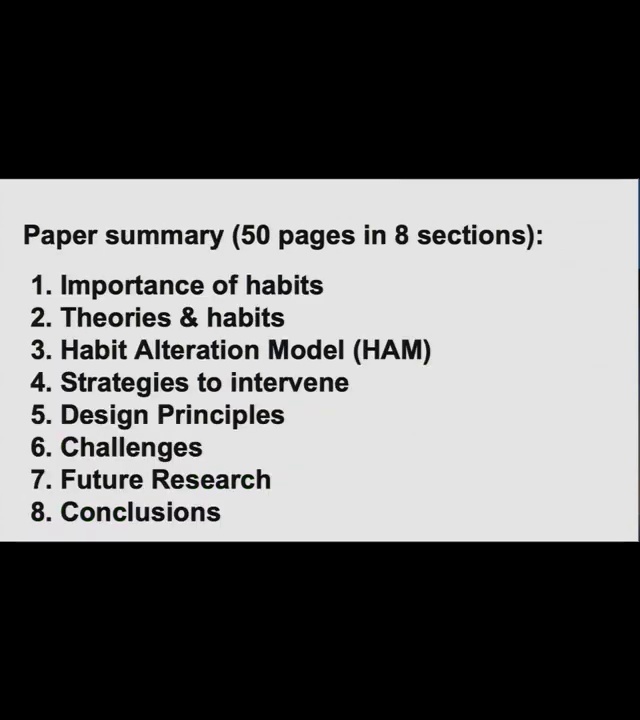 Paper summary (50 pages in 8 sections):
1. Importance of habits
2. Theories & habits
3. Habit Alteration Model (HAM)
4. Strategies to intervene
5. Design Principles
6. Challenges
7. Future Research
8. Conclusions